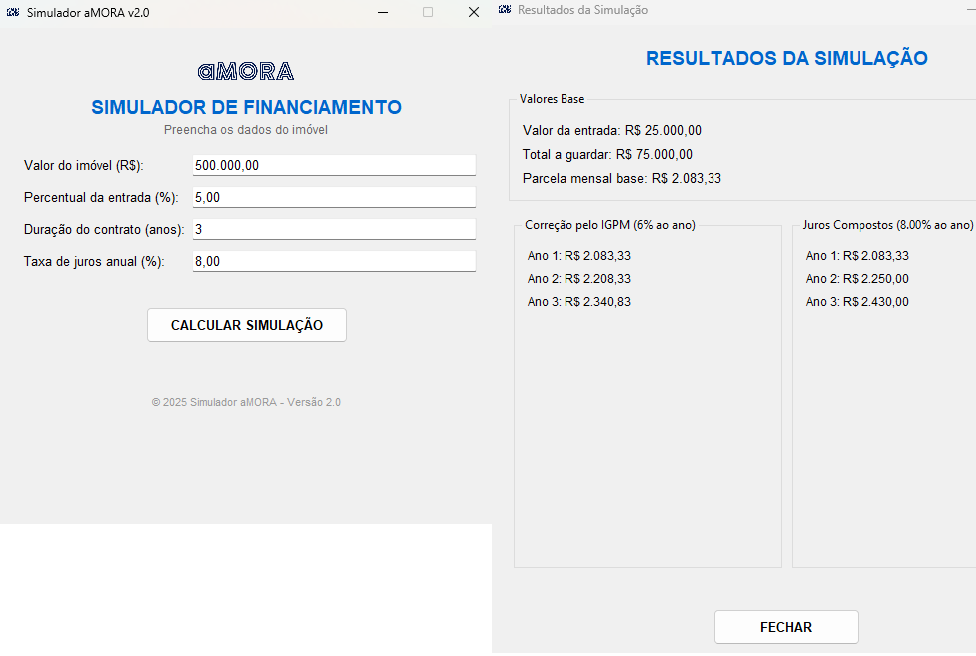 Simulador aMORA v2.0
aMORA
SIMULADOR DE FINANCIAMENTO
Preencha os dados do imóvel
Valor do imóvel (R$): 500.000,00
Percentual da entrada (%): 5,00
Duração do contrato (anos): 3
Taxa de juros anual (%): 8,00
CALCULAR SIMULAÇÃO
© 2025 Simulador aMORA - Versão 2.0
Resultados da Simulação
RESULTADOS DA SIMULAÇÃO
Valores Base
Valor da entrada: R$ 25.000,00
Total a guardar: R$ 75.000,00
Parcela mensal base: R$ 2.083,33
Correção pelo IGPM (6% ao ano)
Ano 1: R$ 2.083,33
Ano 2: R$ 2.208,33
Ano 3: R$ 2.340,83
Juros Compostos (8.00% ao ano)
Ano 1: R$ 2.083,33
Ano 2: R$ 2.250,00
Ano 3: R$ 2.430,00
FECHAR